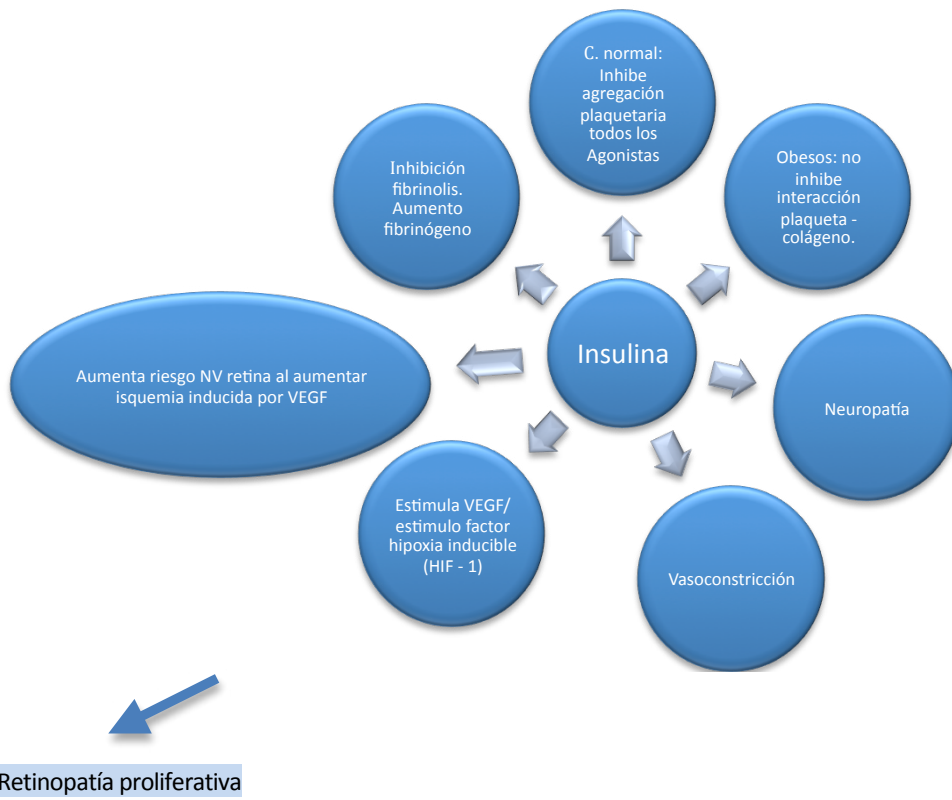 C. normal:
Inhibe
agregación
plaquetaria
todos los
Agonistas
Obesos: no
inhibe
interacción
plaqueta -
colágeno.
Neuropatía
Vasoconstricción
Estimula VEGF/
estimulo factor
hipoxia inducible
(HIF - 1)
Aumenta riesgo NV retina al aumentar
isquemia inducida por VEGF
Inhibición
fibrinolis.
Aumento
fibrinógeno
Insulina
Retinopatía proliferativa